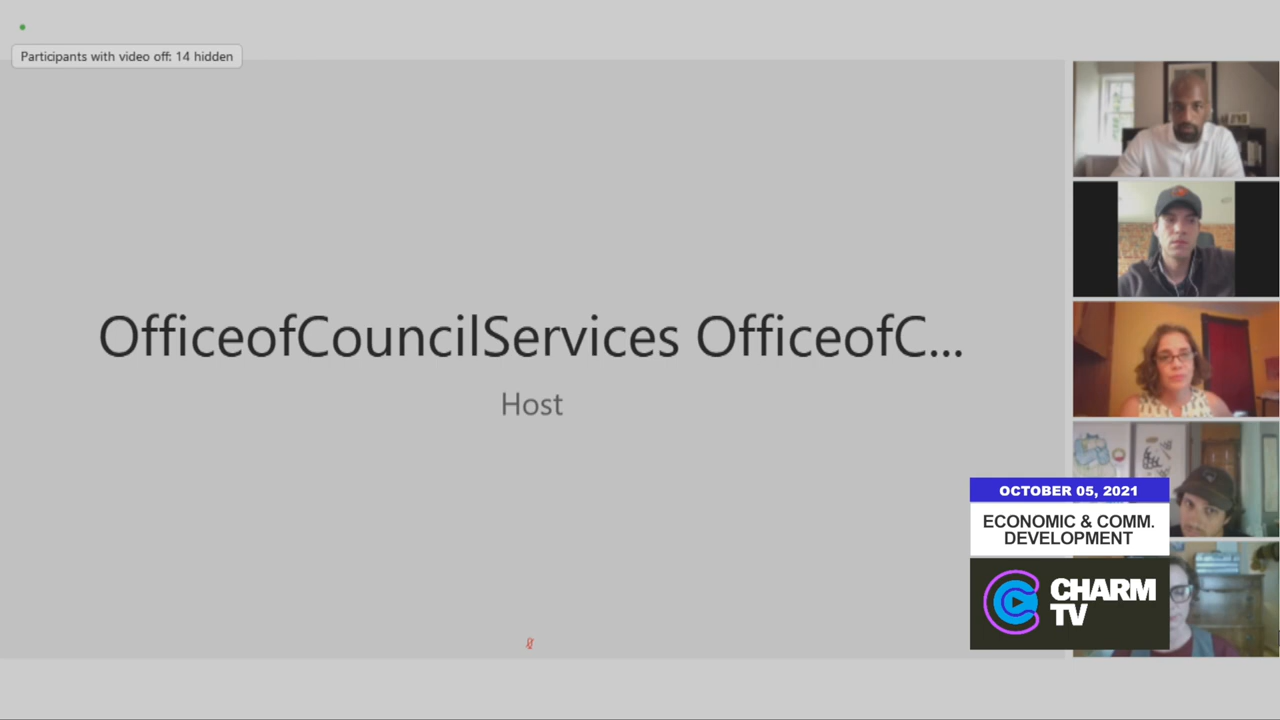 Participants with video off: 14 hidden
OfficeofCouncilServices OfficeofC...
Host
OCTOBER 05, 2021
ECONOMIC & COMM.
DEVELOPMENT
CHARM
TV